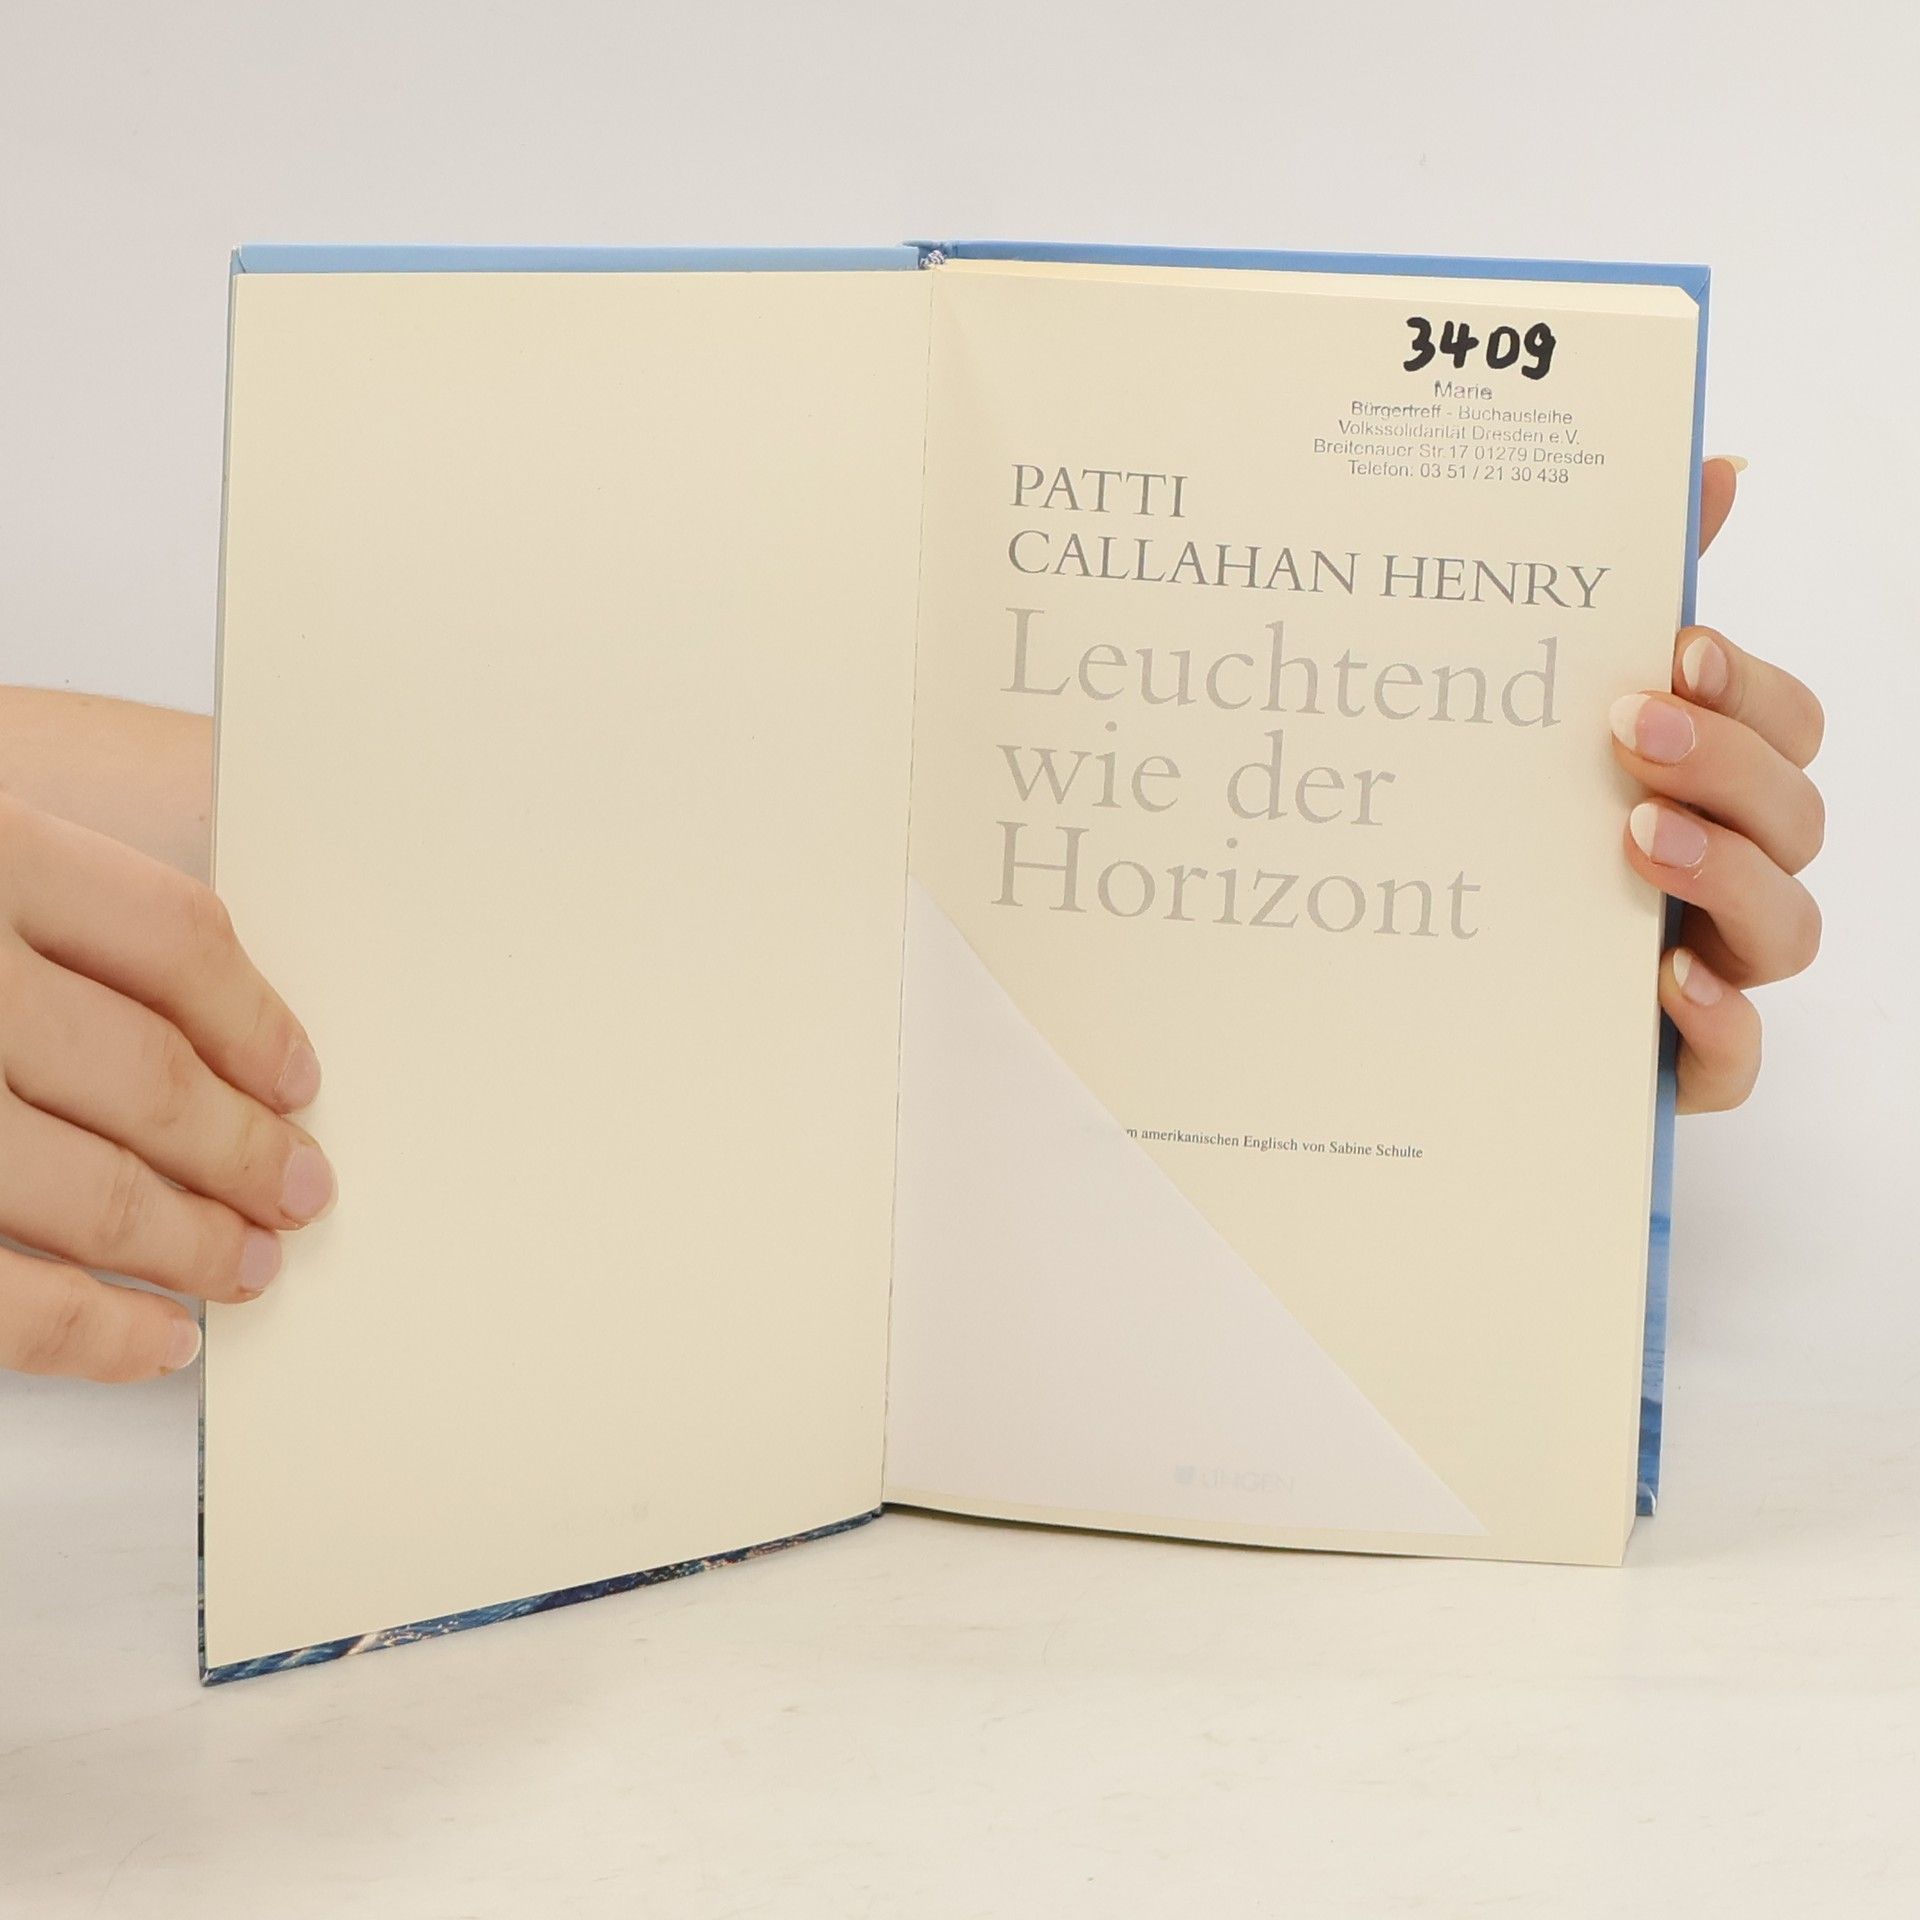 3409
Marie
Bürgertreff - Buchausleihe
Volkssolidarität Dresden e.V.
Breitenauer Str.17 01279 Dresden
Telefon: 03 51 / 21 30 438
PATTI
CALLAHAN HENRY
Leuchtend
wie der
Horizont
amerikanischen Englisch von Sabine Schulte
LINGEN